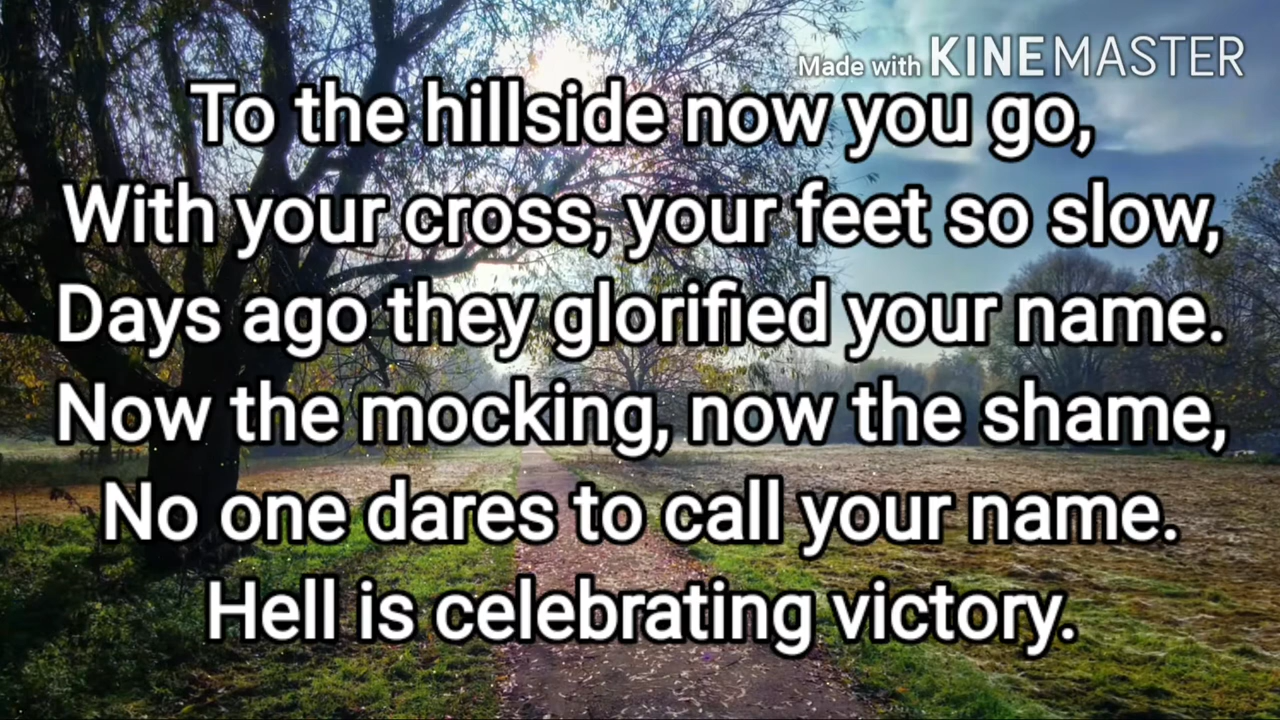 Made with KINEMASTER
To the hillside now you go,
With your cross, your feet so slow,
Days ago they glorified your name.
Now the mocking, now the shame,
No one dares to call your name.
Hell is celebrating victory.